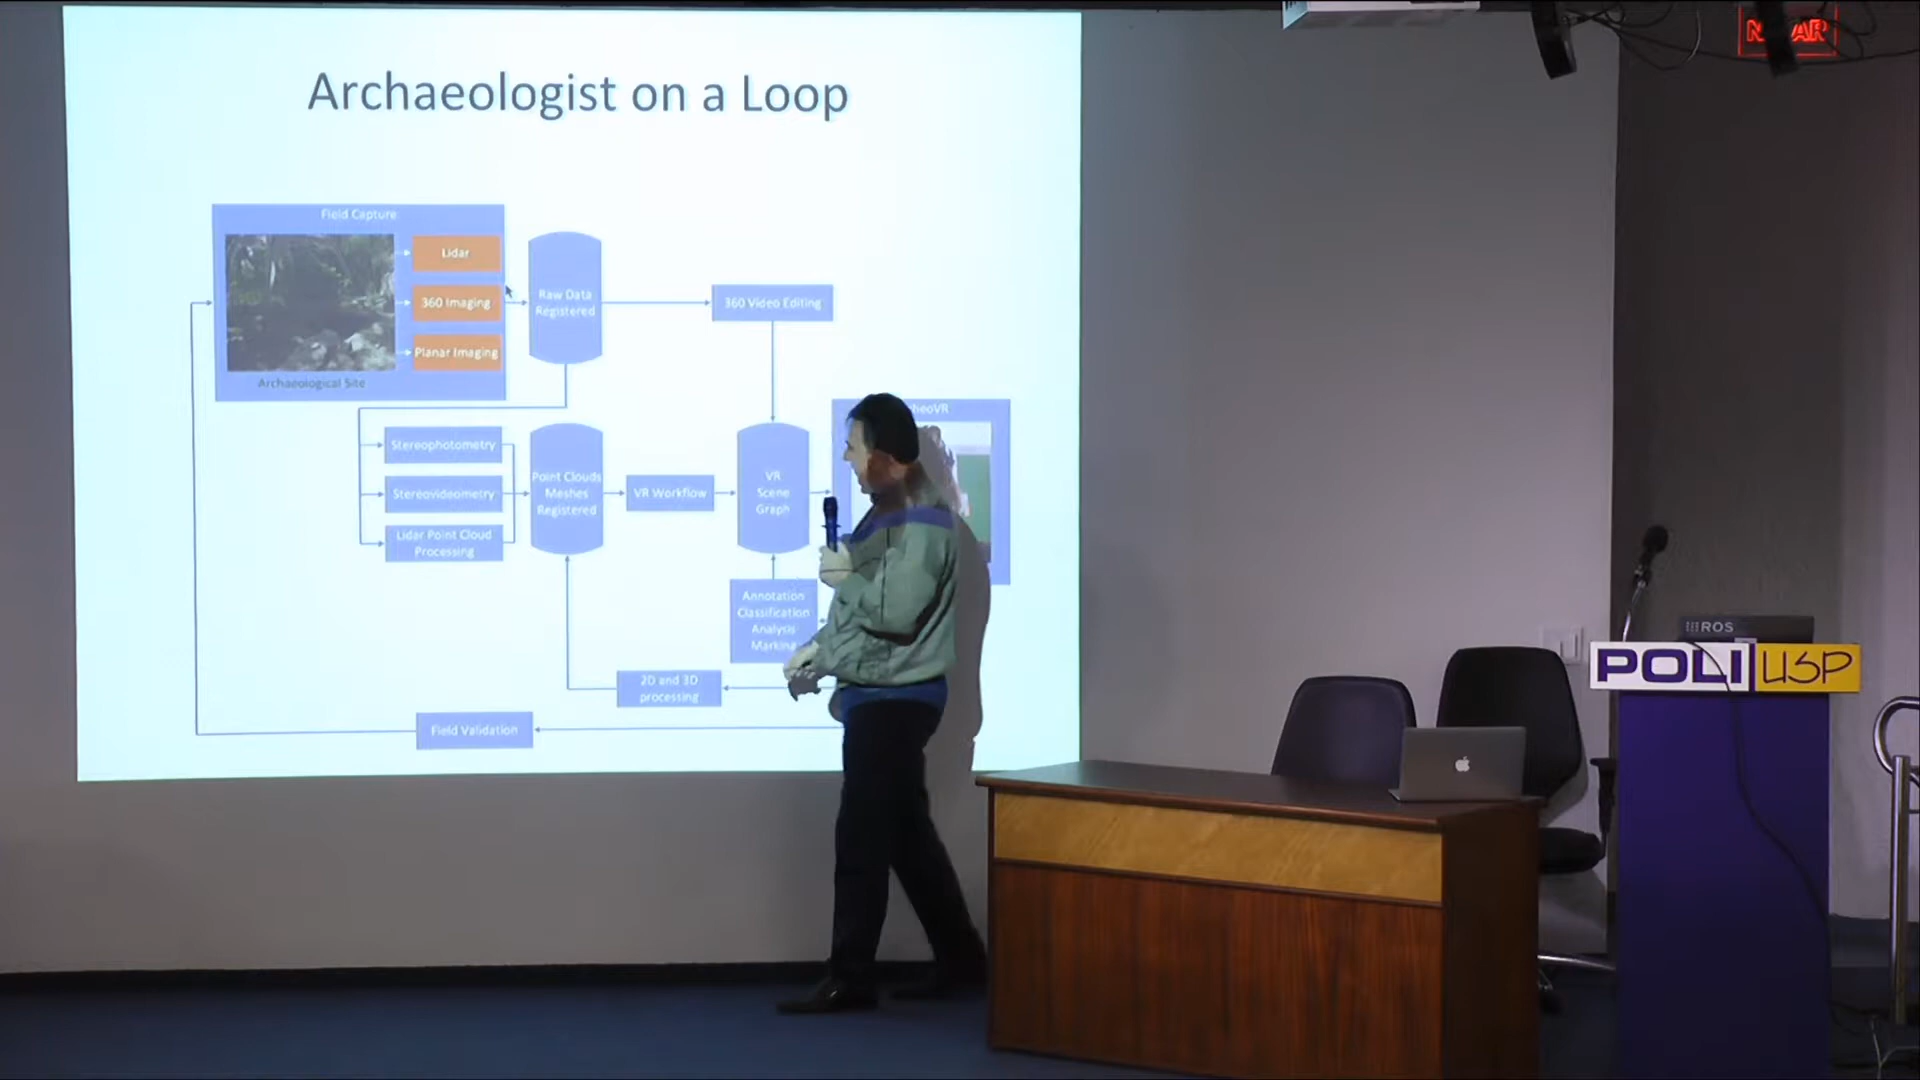 Archaeologist on a Loop
Field Capture
Lidar
360 Imaging
Planar Imaging
Archaeological Site
Raw Data
Registered
360 Video Editing
Stereophotometry
Stereovideometry
Lidar Point Cloud
Processing
Point Clouds
Meshes
Registered
VR Workflow
VR
Scene
Graph
heoVR
Annotation
Classification
Analysis
Marking
2D and 3D
processing
Field Validation
ROS
POLI USP